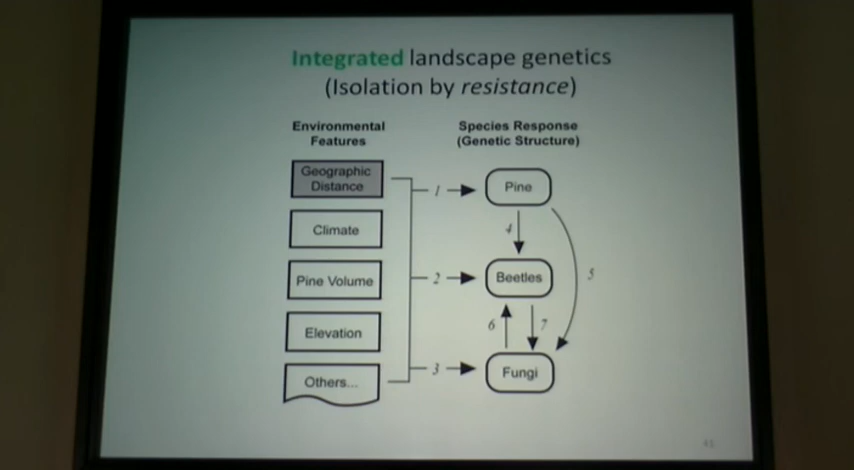 Integrated landscape genetics
(Isolation by resistance)
Environmental
Features
Species Response
(Genetic Structure)
Geographic
Distance
Climate
Pine Volume
Elevation
Others...
1
2
3
Pine
4
5
Beetles
6
7
Fungi